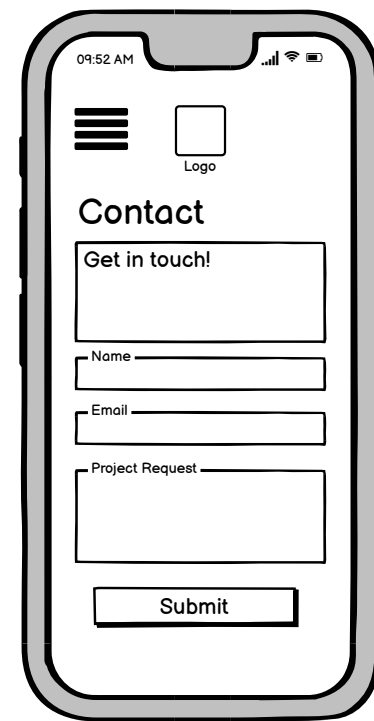 09:52 AM
Logo
Contact
Get in touch!
Name
Email
Project Request
Submit